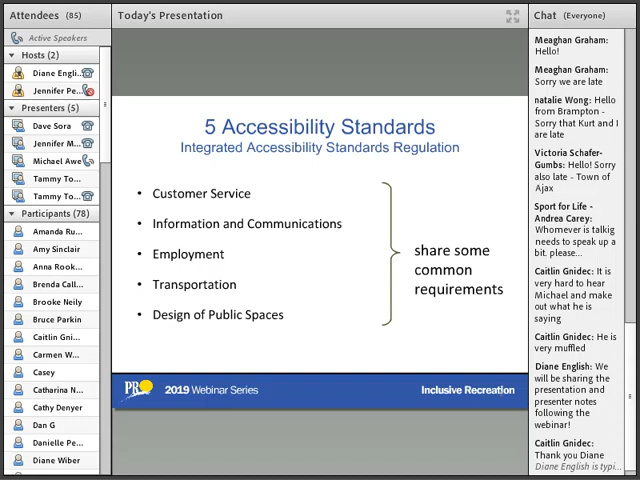 Attendees (85)
Active Speakers
Hosts (2)
Diane Engli...
Jennifer Pe...
Presenters (5)
Dave Sora
Jennifer M...
Michael Awe
Tammy To...
Tammy To...
Participants (78)
Amanda Ru...
Amy Sinclair
Anna Rook...
Brenda Call...
Brooke Neily
Bruce Parkin
Caitlin Gni...
Carmen W...
Casey
Catharina N...
Cathy Denyer
Dan G
Danielle Pe...
Diane Wiber
Today's Presentation
5 Accessibility Standards
Integrated Accessibility Standards Regulation
• Customer Service
• Information and Communications
• Employment
• Transportation
• Design of Public Spaces
share some
common
requirements
PRO
2019 Webinar Series
Inclusive Recreation
Chat (Everyone)
Meaghan Graham:
Hello!
Meaghan Graham:
Sorry we are late
natalie Wong: Hello
from Brampton -
Sorry that Kurt and I
are late
Victoria Schafer-
Gumbs: Hello! Sorry
also late - Town of
Ajax
Sport for Life -
Andrea Carey:
Whomever is talkig
needs to speak up a
bit. please...
Caitlin Gnidec: It is
very hard to hear
Michael and make
out what he is
saying
Caitlin Gnidec: He is
very muffled
Diane English: We
will be sharing the
presentation and
presenter notes
following the
webinar!
Caitlin Gnidec:
Thank you Diane
Diane English is typi...